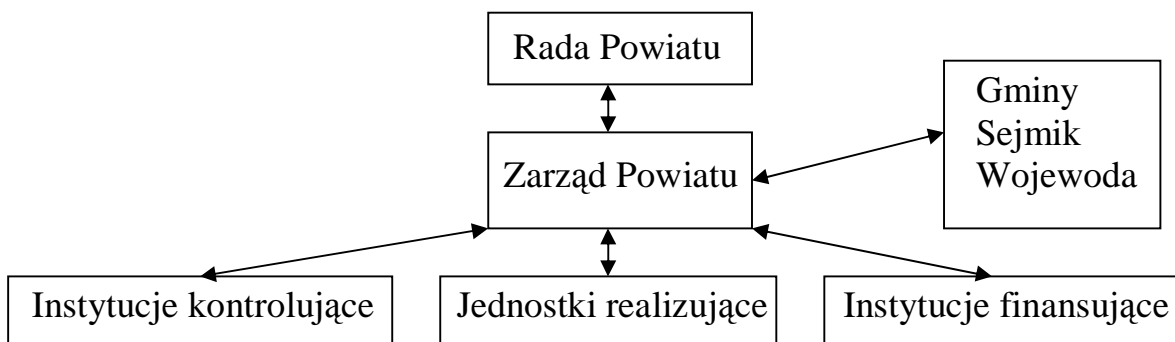 Rada Powiatu
Gminy
Sejmik
Wojewoda
Zarząd Powiatu
Instytucje kontrolujące
Jednostki realizujące
Instytucje finansujące